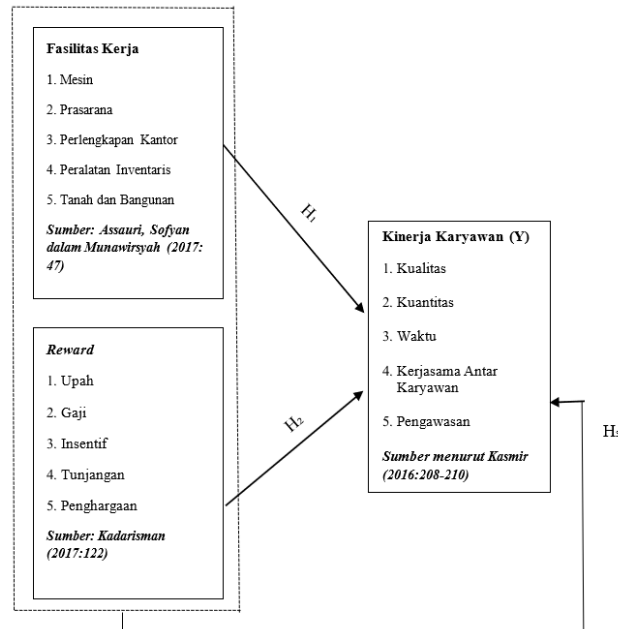 Fasilitas Kerja
1. Mesin
2. Prasarana
3. Perlengkapan Kantor
4. Peralatan Inventaris
5. Tanah dan Bangunan
Sumber: Assauri, Sofyan
dalam Munawirsyah (2017:
47)
H₁
Kinerja Karyawan (Y)
1. Kualitas
2. Kuantitas
3. Waktu
4. Kerjasama Antar
Karyawan
5. Pengawasan
Sumber menurut Kasmir
(2016:208-210)
Reward
1. Upah
2. Gaji
3. Insentif
4. Tunjangan
5. Penghargaan
Sumber: Kadarisman
(2017:122)
H₂